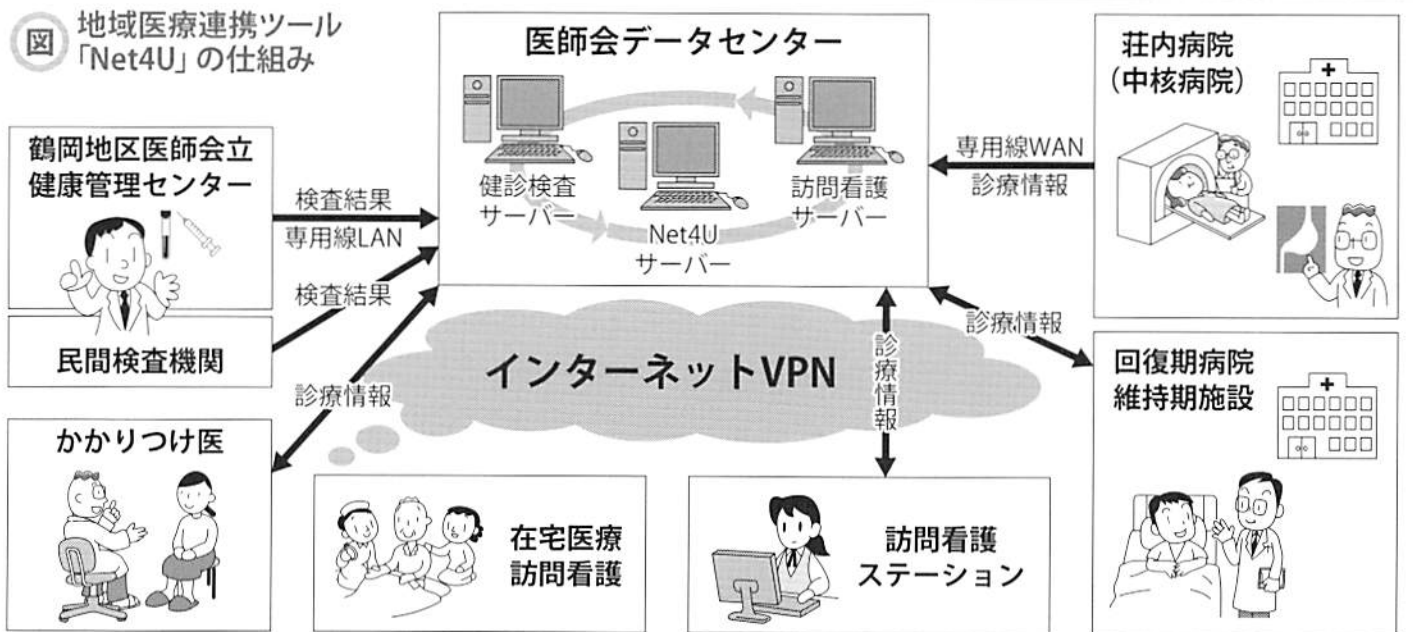 図
地域医療連携ツール
「Net4U」の仕組み
医師会データセンター
健診検査
サーバー
Net4U
サーバー
訪問看護
サーバー
荘内病院
(中核病院)
専用線WAN
診療情報
鶴岡地区医師会立
健康管理センター
検査結果
専用線LAN
検査結果
民間検査機関
診療情報
インターネットVPN
診療情報
診療情報
回復期病院
維持期施設
かかりつけ医
在宅医療
訪問看護
訪問看護
ステーション